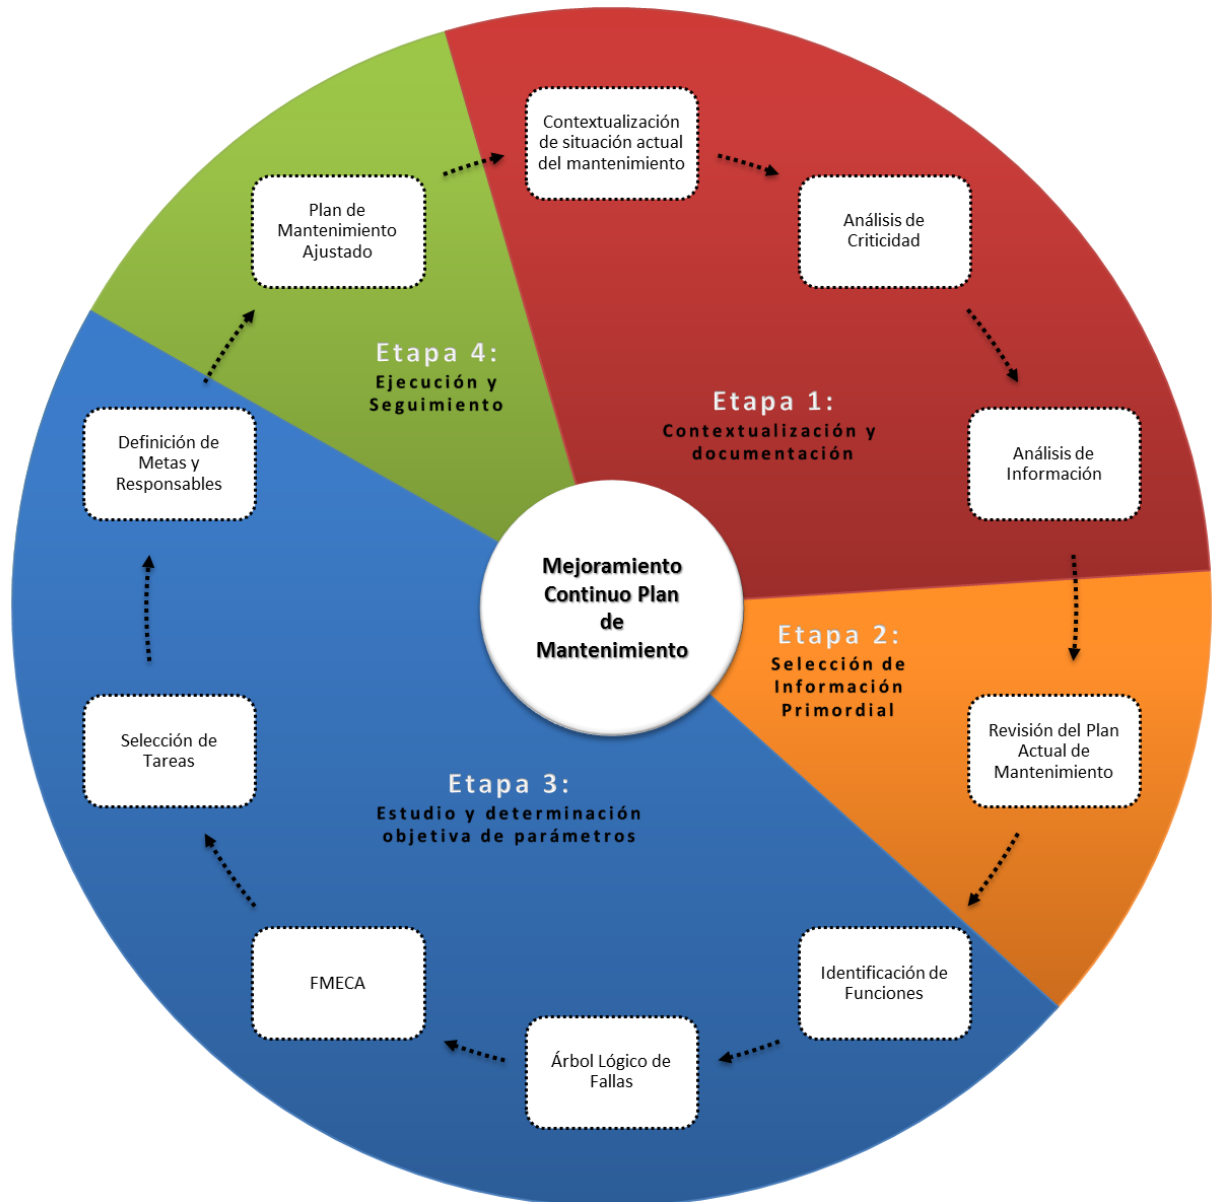 Contextualización
de situación actual
del mantenimiento
Análisis de
Criticidad
Análisis de
Información
Revisión del Plan
Actual de
Mantenimiento
Identificación de
Funciones
Árbol Lógico de
Fallas
FMECA
Selección de
Tareas
Definición de
Metas y
Responsables
Plan de
Mantenimiento
Ajustado
Etapa 1:
Contextualización y
documentación
Etapa 2:
Selección de
Información
Primordial
Etapa 3:
Estudio y determinación
objetiva de parámetros
Etapa 4:
Ejecución y
Seguimiento
Mejoramiento
Continuo Plan
de
Mantenimiento